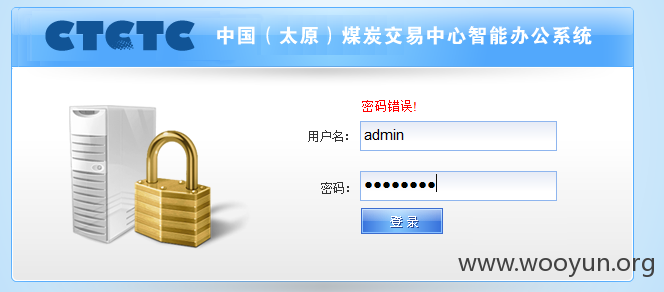 CTCTC 中国（太原）煤炭交易中心智能办公系统
密码错误!
用户名： admin
密码： ●●●●●●●●
登 录
www.wooyun.org